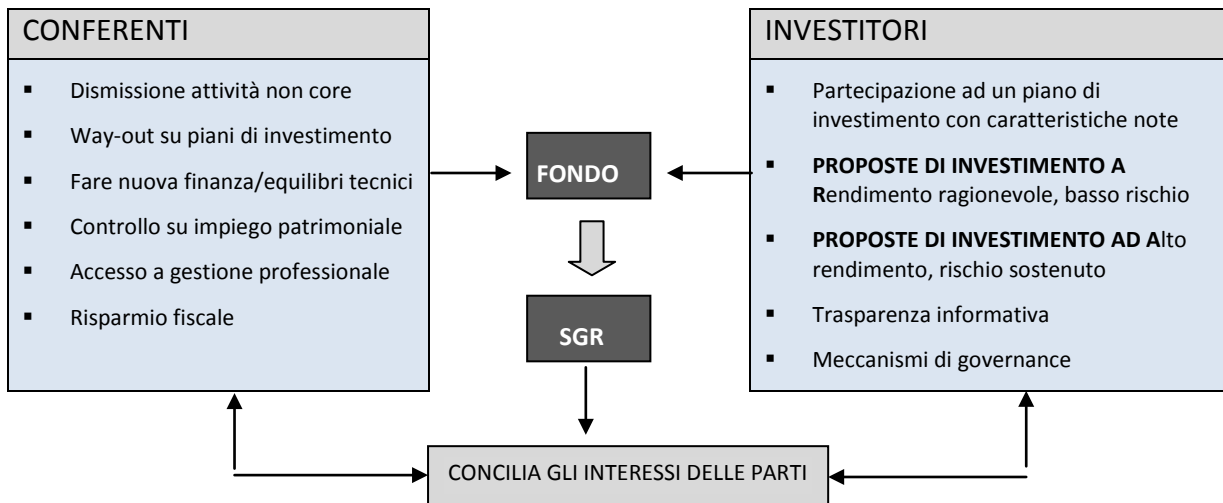 CONFERENTI
▪ Dismissione attività non core
▪ Way-out su piani di investimento
▪ Fare nuova finanza/equilibri tecnici
▪ Controllo su impiego patrimoniale
▪ Accesso a gestione professionale
▪ Risparmio fiscale
FONDO
SGR
INVESTITORI
▪ Partecipazione ad un piano di
investimento con caratteristiche note
▪ PROPOSTE DI INVESTIMENTO A
Rendimento ragionevole, basso rischio
▪ PROPOSTE DI INVESTIMENTO AD Alto
rendimento, rischio sostenuto
▪ Trasparenza informativa
▪ Meccanismi di governance
CONCILIA GLI INTERESSI DELLE PARTI